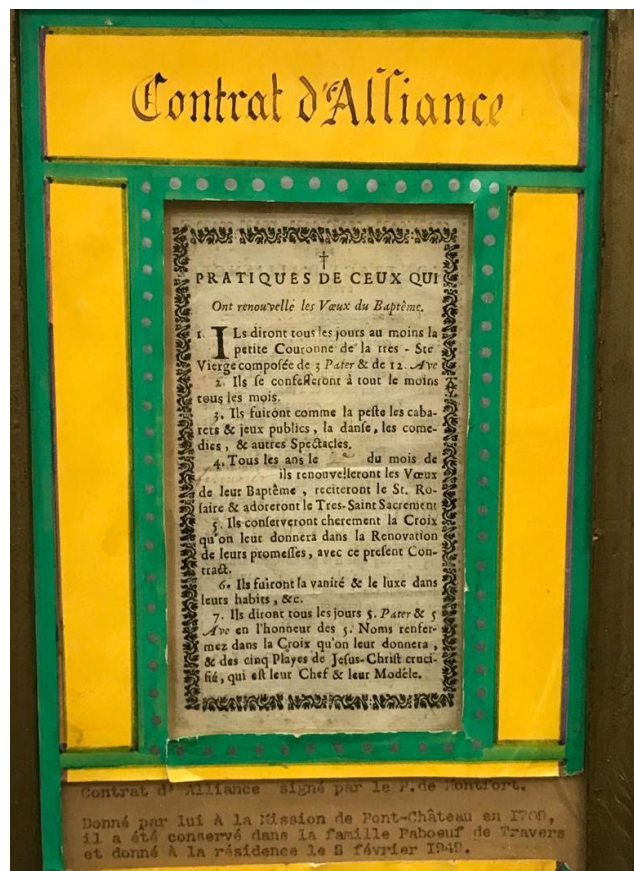 Contrat d'Alliance
†
PRATIQUES DE CEUX QUI
Ont renouvelle les Vœux du Baptême.
1. ILs diront tous les jours au moins la
petite Couronne de la tres - Ste
Vierge composée de 3 Pater & de 12. Ave
2. Ils se confesseront à tout le moins
tous les mois.
3. Ils fuiront comme la peste les caba-
rets & jeux publics, la danse, les come-
dies, & autres Spectacles.
4. Tous les ans le du mois de
ils renouvelleront les Vœux
de leur Baptême, reciteront le St. Ro-
saire & adoreront le Tres-Saint Sacrement
5. Ils conserveront cherement la Croix
qu'on leur donnera dans la Renovation
de leurs promesses, avec ce present Con-
tract.
6. Ils fuiront la vanité & le luxe dans
leurs habits, &c.
7. Ils diront tous les jours 5. Pater & 5
Ave en l'honneur des 5. Noms renfer-
mez dans la Croix qu'on leur donnera,
& des cinq Playes de Jesus-Christ cruci-
fié, qui est leur Chef & leur Modéle.
Contrat d'Alliance signé par le P. de Montfort.
Donné par lui à la Mission de Pont-Château en 1709,
il a été conservé dans la famille Paboeuf de Travers
et donné à la résidence le 8 février 1949.